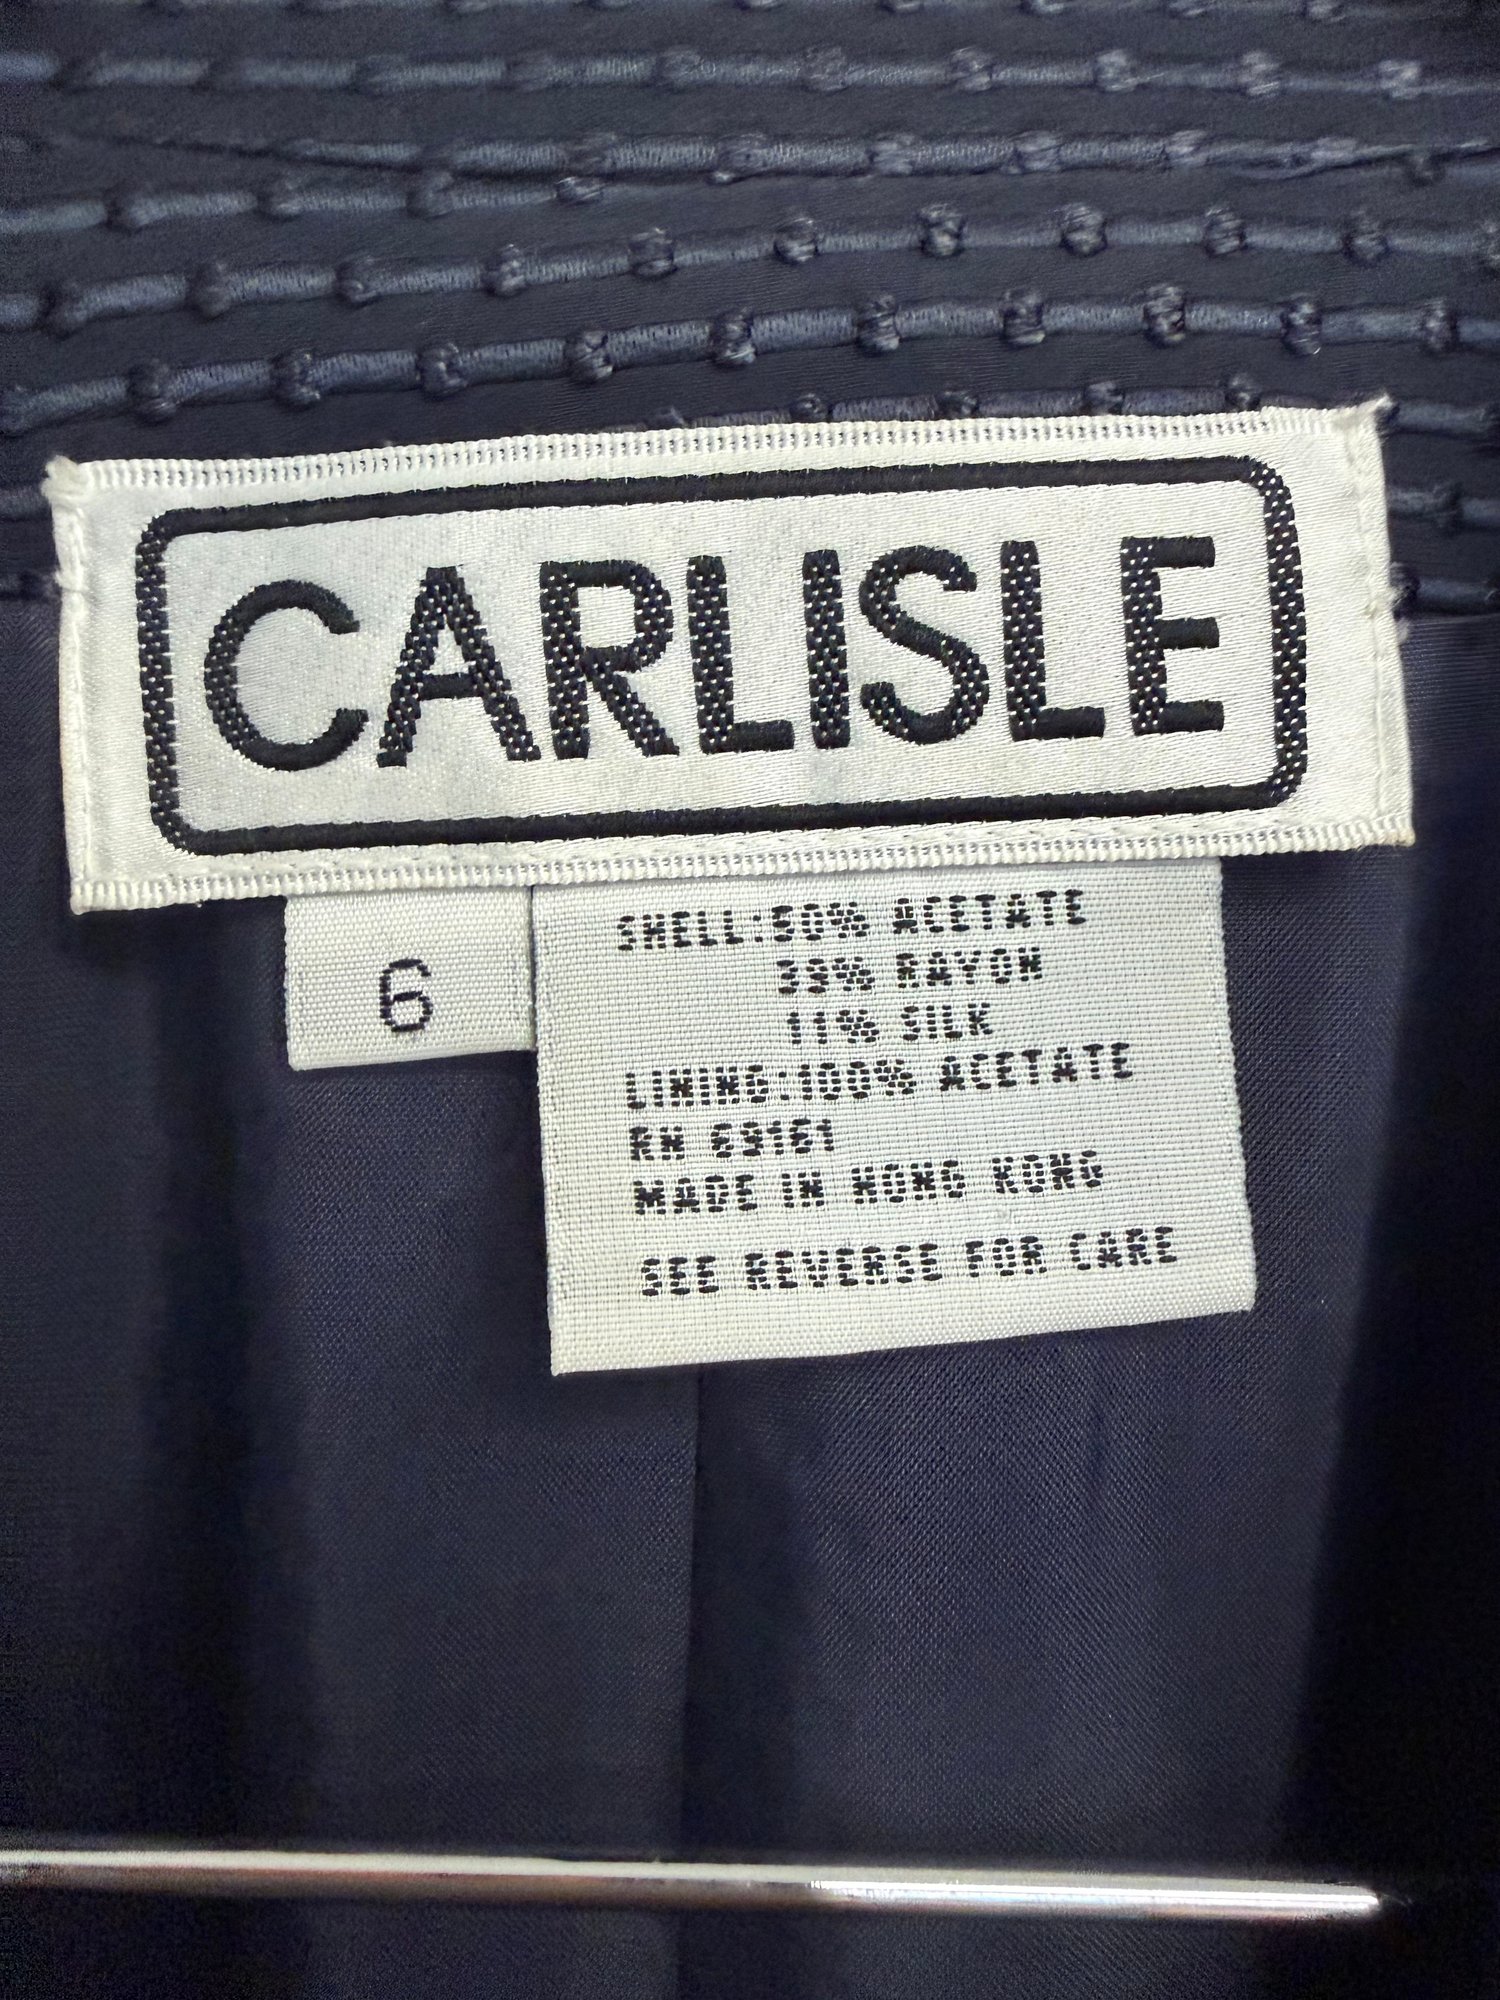 CARLISLE
6
SHELL:50% ACETATE
39% RAYON
11% SILK
LINING:100% ACETATE
RN 69161
MADE IN HONG KONG
SEE REVERSE FOR CARE